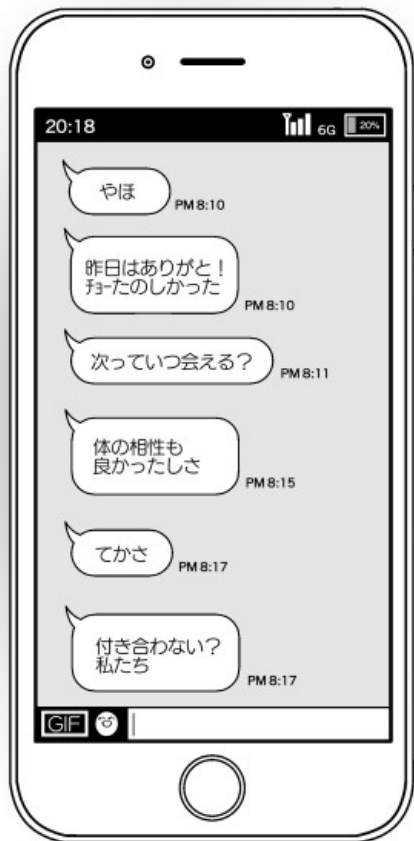 20:18 6G 20%
やほ
PM 8:10
昨日はありがと！
ﾁｮｰたのしかった
PM 8:10
次っていつ会える？
PM 8:11
体の相性も
良かったしさ
PM 8:15
てかさ
PM 8:17
付き合わない？
私たち
PM 8:17
GIF